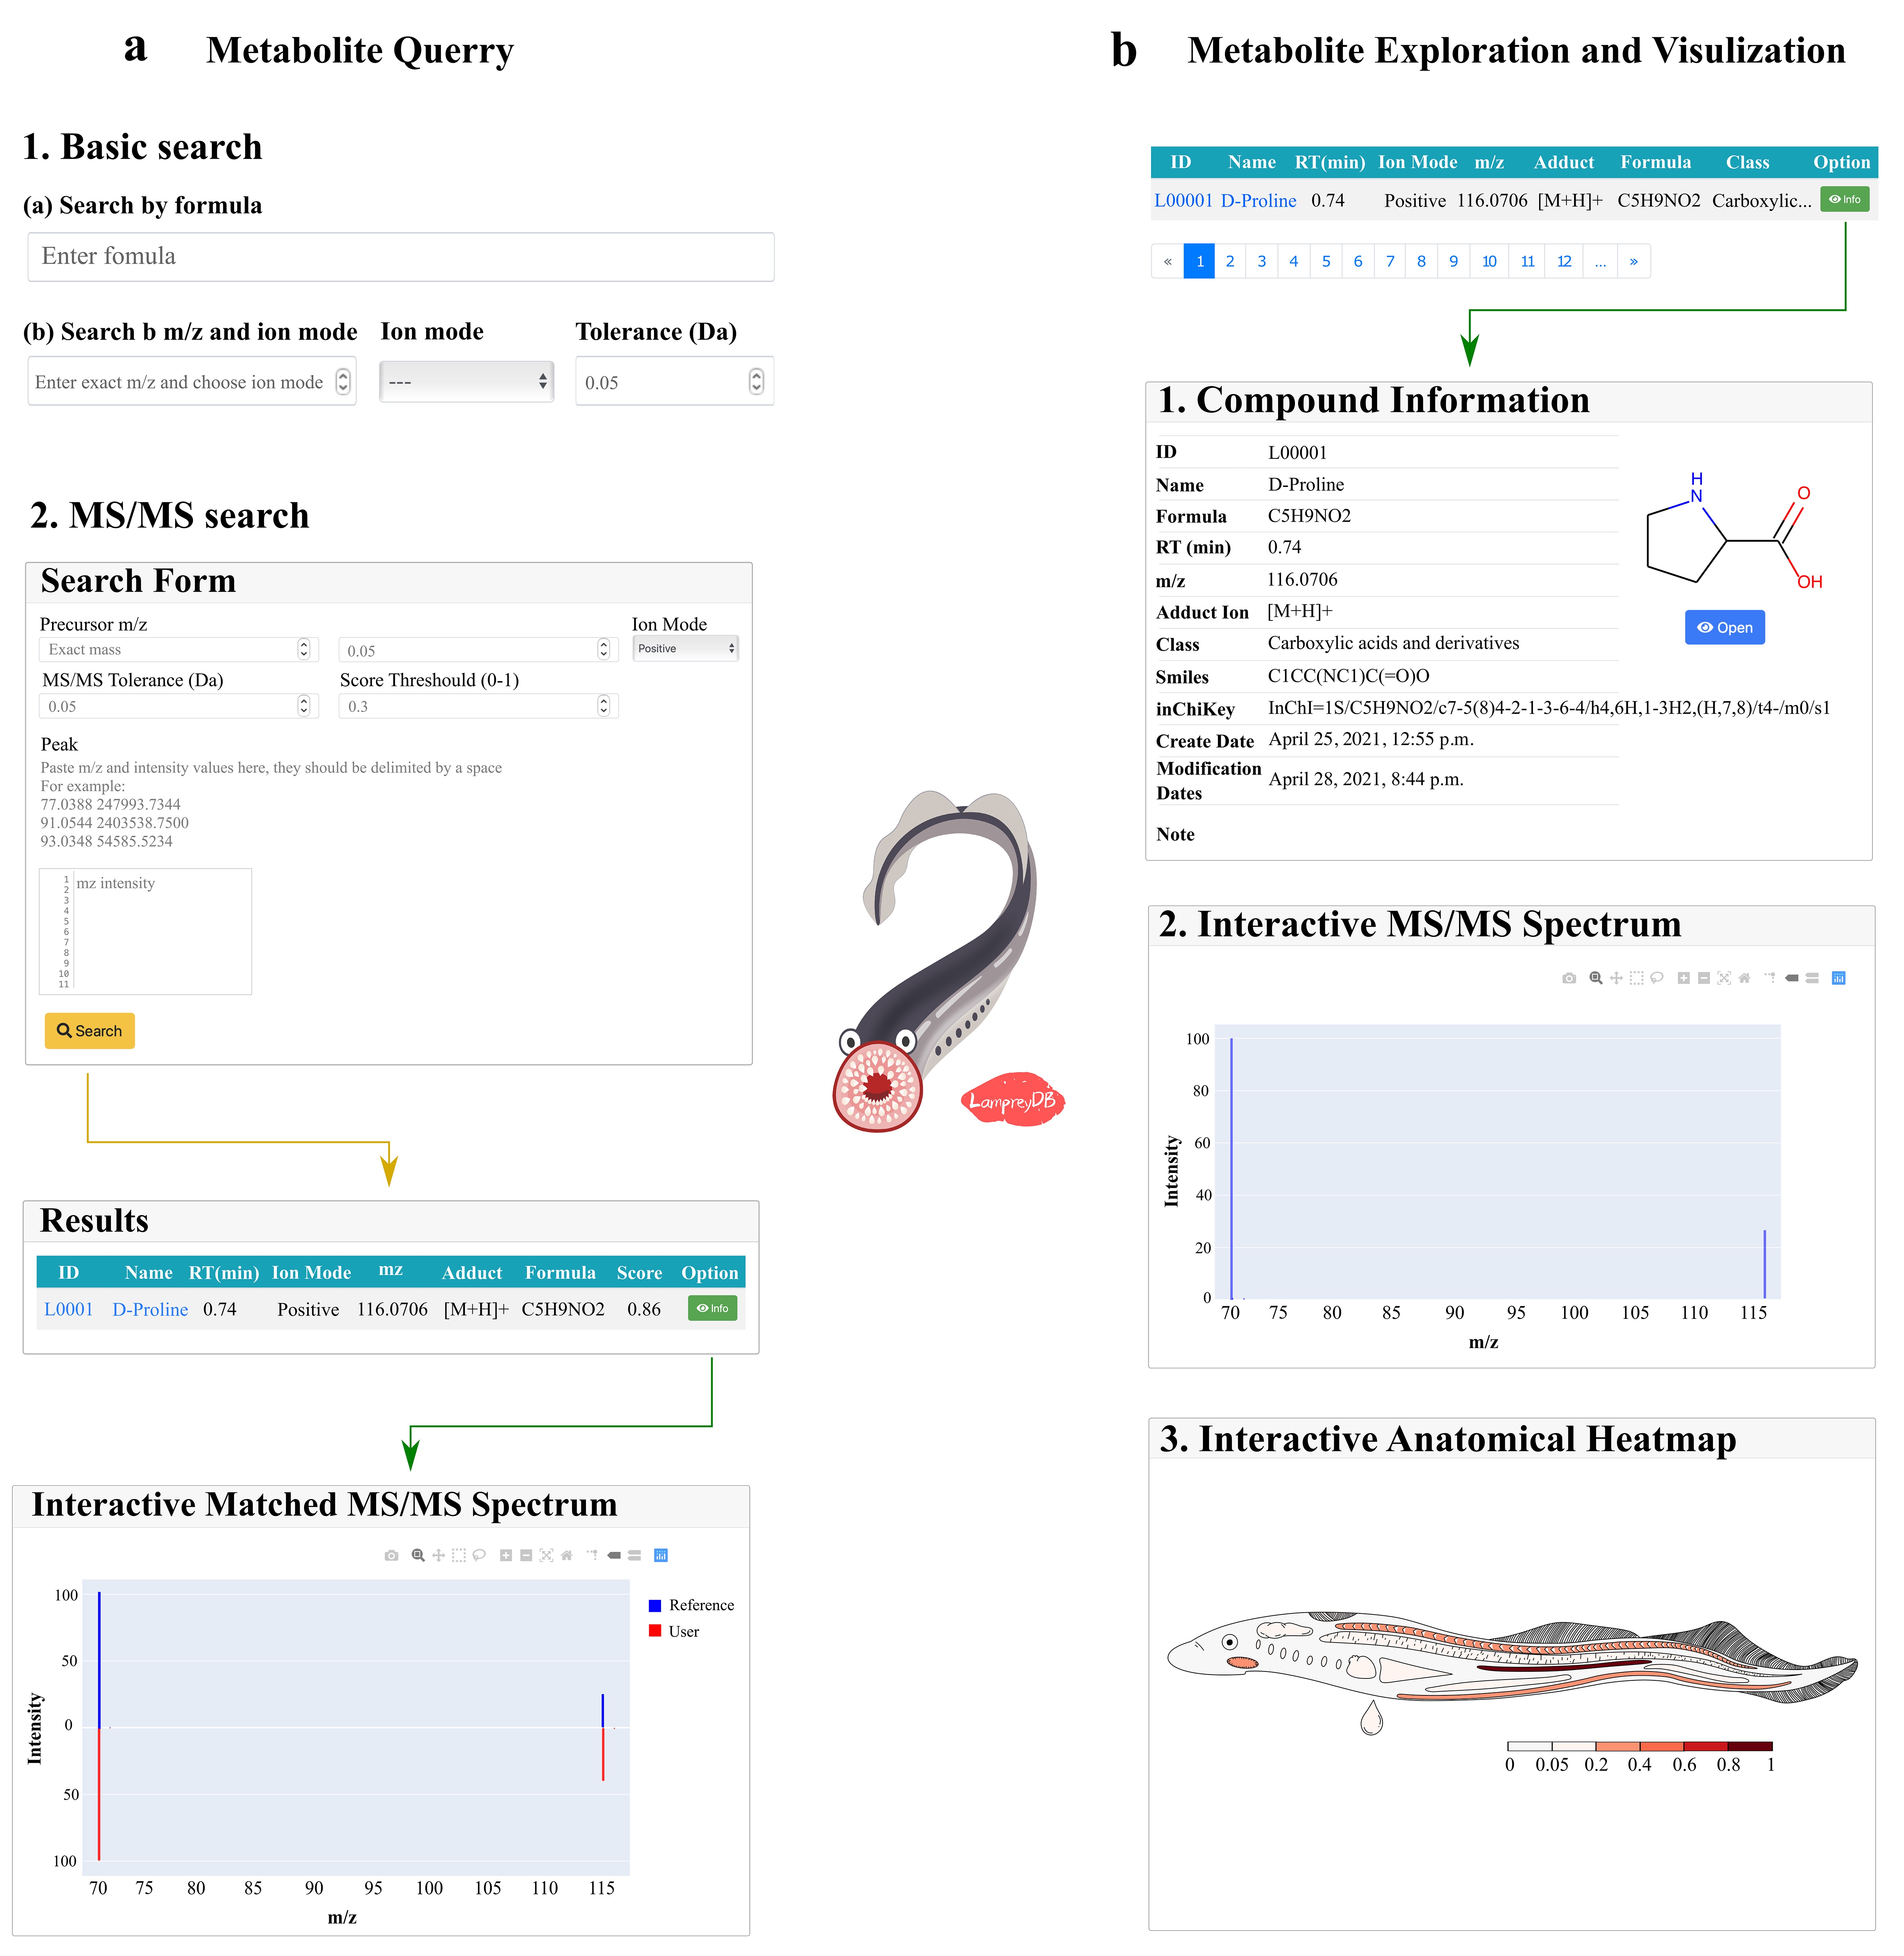 a Metabolite Querry
1. Basic search
(a) Search by formula
Enter fomula
(b) Search b m/z and ion mode Ion mode Tolerance (Da)
Enter exact m/z and choose ion mode --- 0.05
2. MS/MS search
Search Form
Precursor m/z Ion Mode
Exact mass 0.05 Positive
MS/MS Tolerance (Da) Score Threshould (0-1)
0.05 0.3
Peak
Paste m/z and intensity values here, they should be delimited by a space
For example:
77.0388 247993.7344
91.0544 2403538.7500
93.0348 54585.5234
1 mz intensity
2
3
4
5
6
7
8
9
10
11
Search
Results
ID Name RT(min) Ion Mode mz Adduct Formula Score Option
L0001 D-Proline 0.74 Positive 116.0706 [M+H]+ C5H9NO2 0.86 Info
Interactive Matched MS/MS Spectrum
100
50
0
50
100
Intensity
70 75 80 85 90 95 100 105 110 115
m/z
Reference
User
LampreyDB
b Metabolite Exploration and Visulization
ID Name RT(min) Ion Mode m/z Adduct Formula Class Option
L00001 D-Proline 0.74 Positive 116.0706 [M+H]+ C5H9NO2 Carboxylic... Info
« 1 2 3 4 5 6 7 8 9 10 11 12 ... »
1. Compound Information
ID L00001
Name D-Proline
Formula C5H9NO2
RT (min) 0.74
m/z 116.0706
Adduct Ion [M+H]+
Class Carboxylic acids and derivatives
Smiles C1CC(NC1)C(=O)O
inChiKey InChI=1S/C5H9NO2/c7-5(8)4-2-1-3-6-4/h4,6H,1-3H2,(H,7,8)/t4-/m0/s1
Create Date April 25, 2021, 12:55 p.m.
Modification
Dates April 28, 2021, 8:44 p.m.
Note
H
N
O
OH
Open
2. Interactive MS/MS Spectrum
100
80
60
40
20
0
Intensity
70 75 80 85 90 95 100 105 110 115
m/z
3. Interactive Anatomical Heatmap
0 0.05 0.2 0.4 0.6 0.8 1